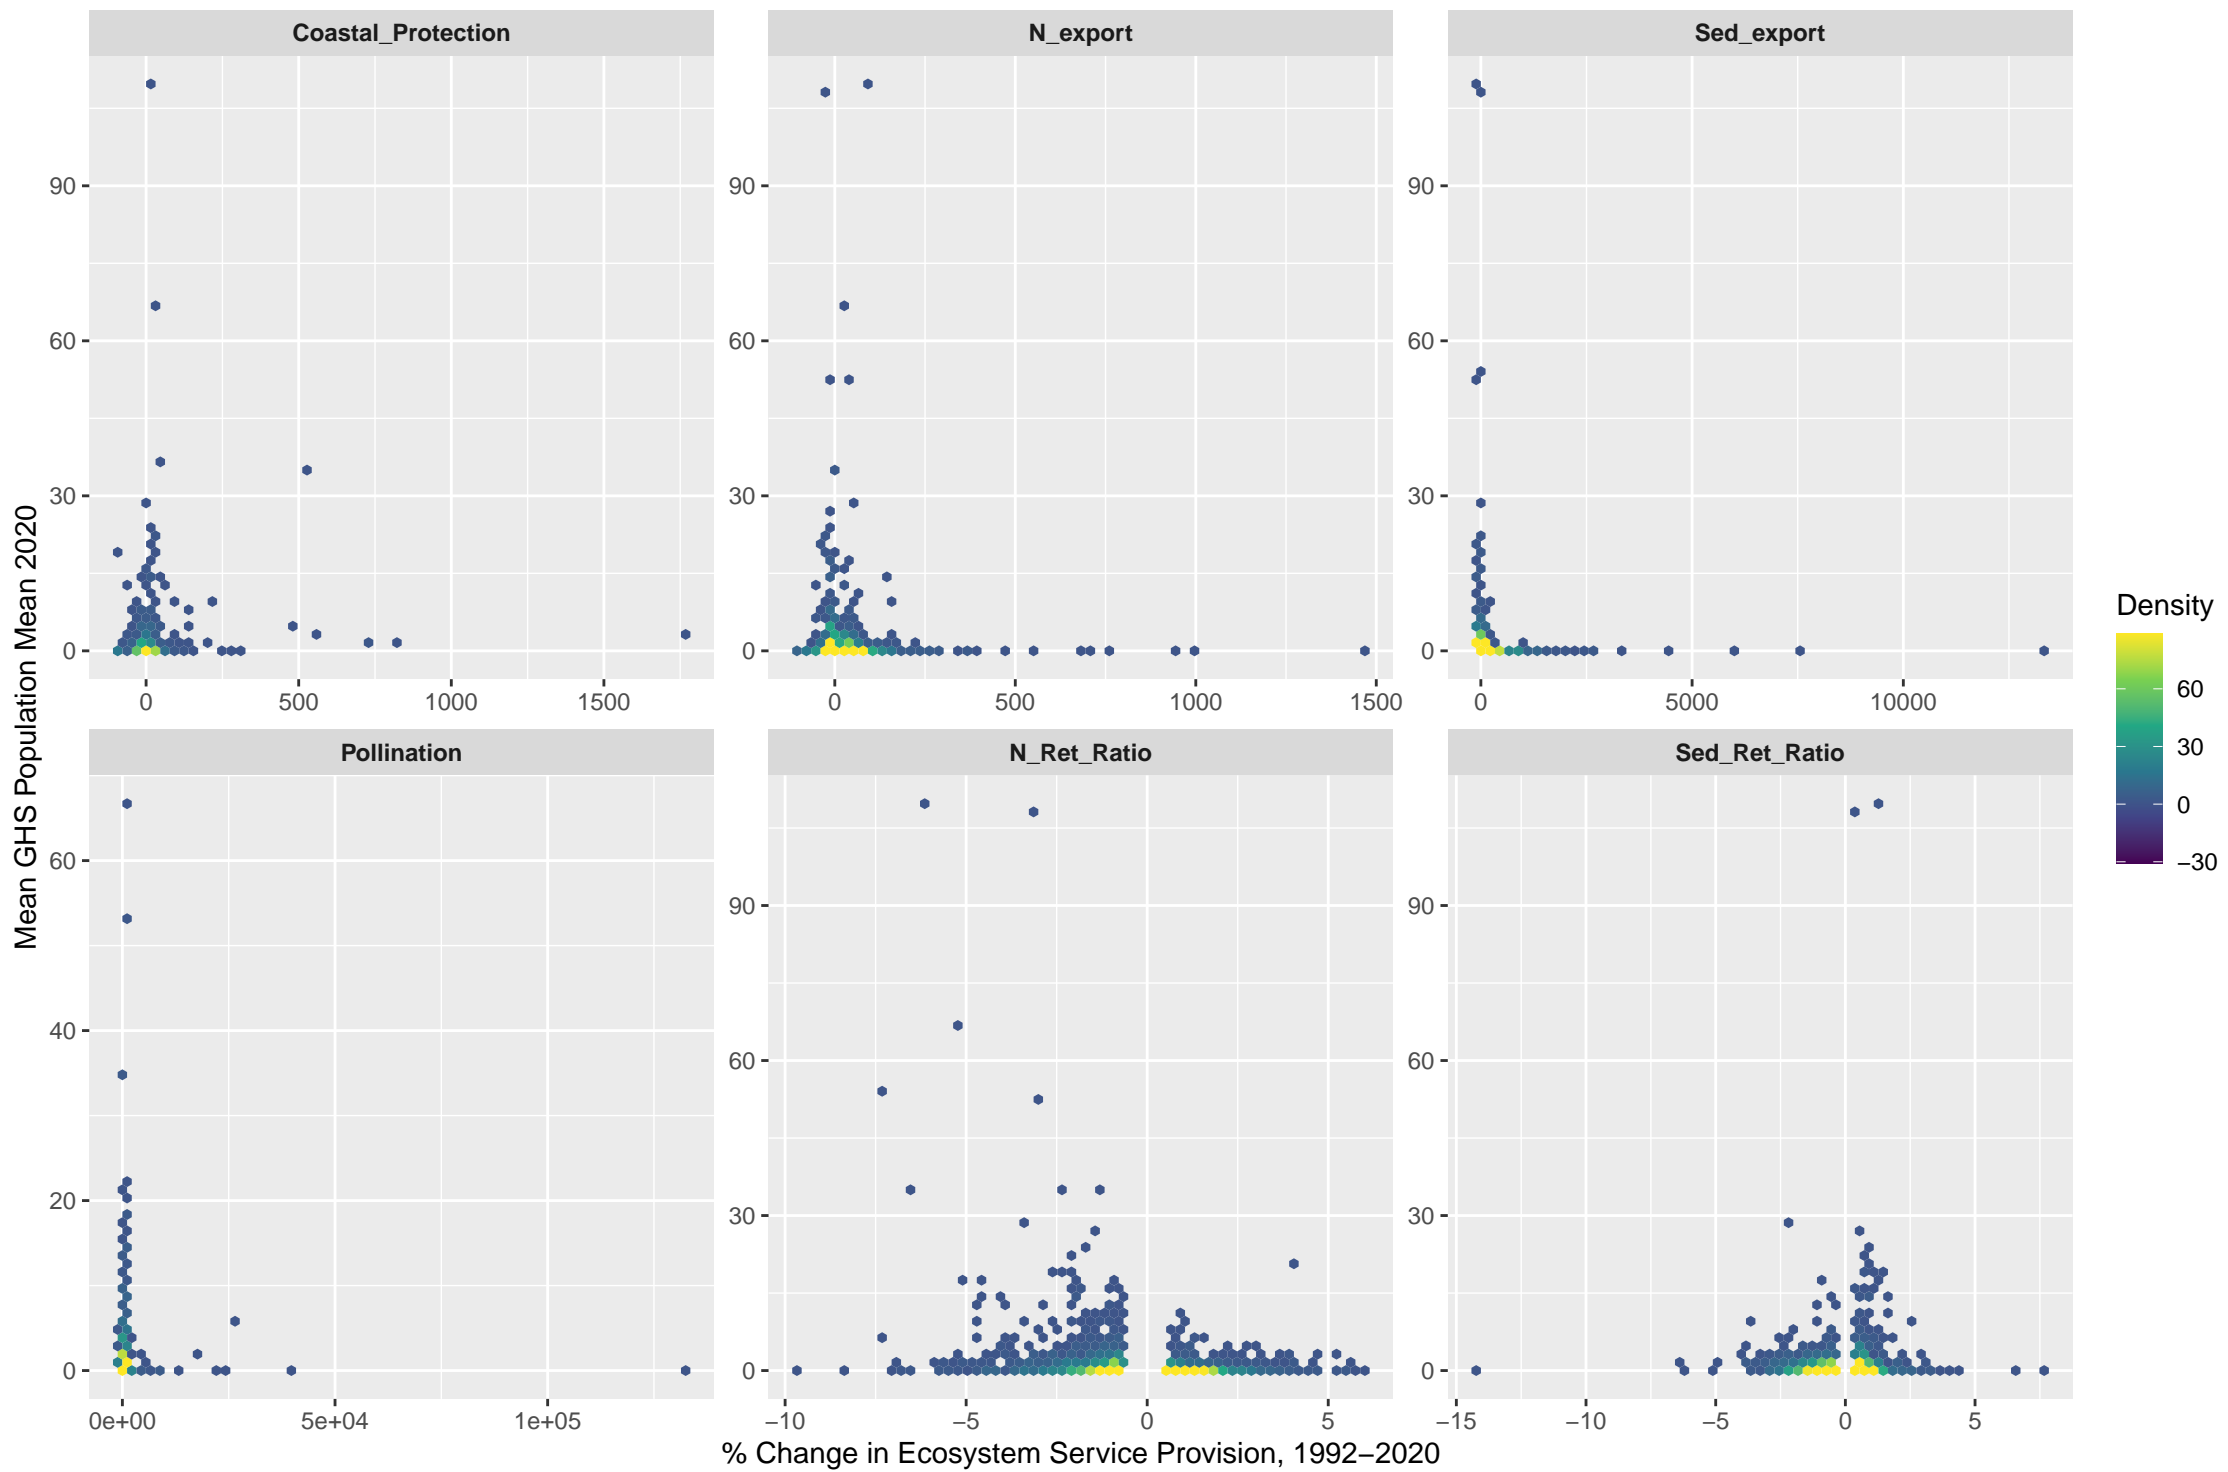 Coastal_Protection
N_export
Sed_export
90
60
30
0
90
60
30
0
90
60
30
0
0 500 1000 1500
0 500 1000 1500
0 5000 10000
Pollination
N_Ret_Ratio
Sed_Ret_Ratio
60
40
20
0
90
60
30
0
90
60
30
0
0e+00 5e+04 1e+05
−10 −5 0 5
−15 −10 −5 0 5
Mean GHS Population Mean 2020
% Change in Ecosystem Service Provision, 1992−2020
Density
60
30
0
−30